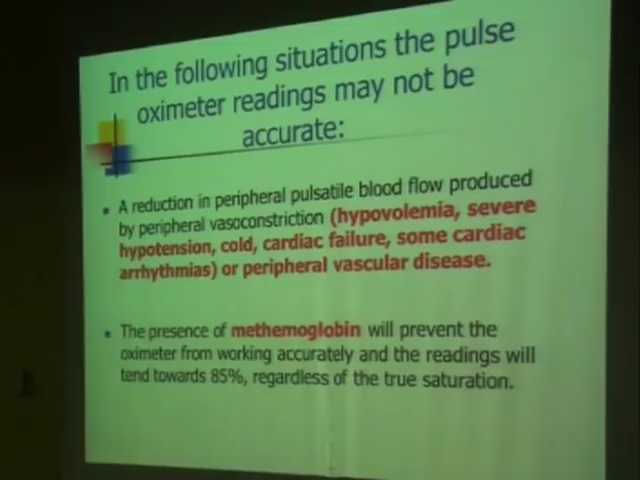 In the following situations the pulse
oximeter readings may not be
accurate:
A reduction in peripheral pulsatile blood flow produced
by peripheral vasoconstriction (hypovolemia, severe
hypotension, cold, cardiac failure, some cardiac
arrhythmias) or peripheral vascular disease.
The presence of methemoglobin will prevent the
oximeter from working accurately and the readings will
tend towards 85%, regardless of the true saturation.